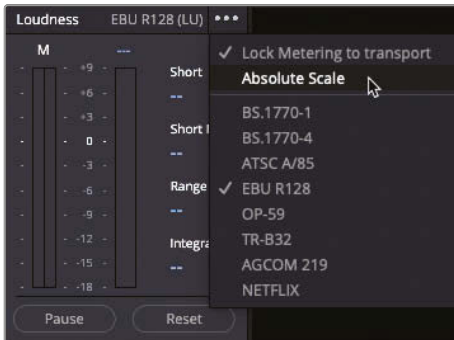 Loudness EBU R128 (LU) •••
M ---
+9
+6
+3
0
-3
-6
-9
-12
-15
-18
Short
--
Short
--
Range
--
--
Pause Reset
✓ Lock Metering to transport
Absolute Scale
BS.1770-1
BS.1770-4
ATSC A/85
✓ EBU R128
OP-59
TR-B32
AGCOM 219
NETFLIX